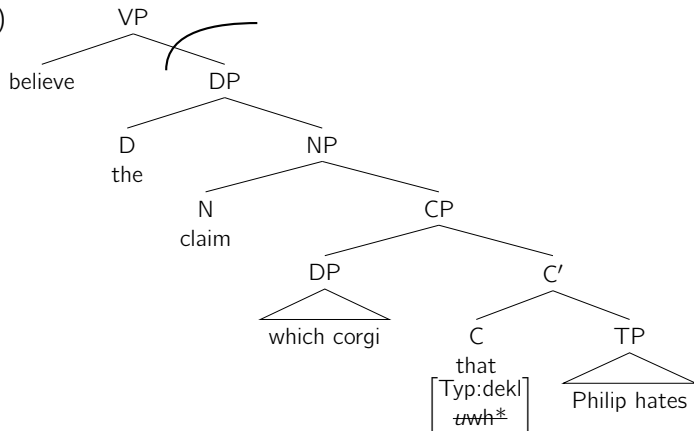 )
VP
believe
DP
D
NP
the
N
CP
claim
DP
C′
which corgi
C
TP
that
Philip hates
[Typ:dekl]
uwh*